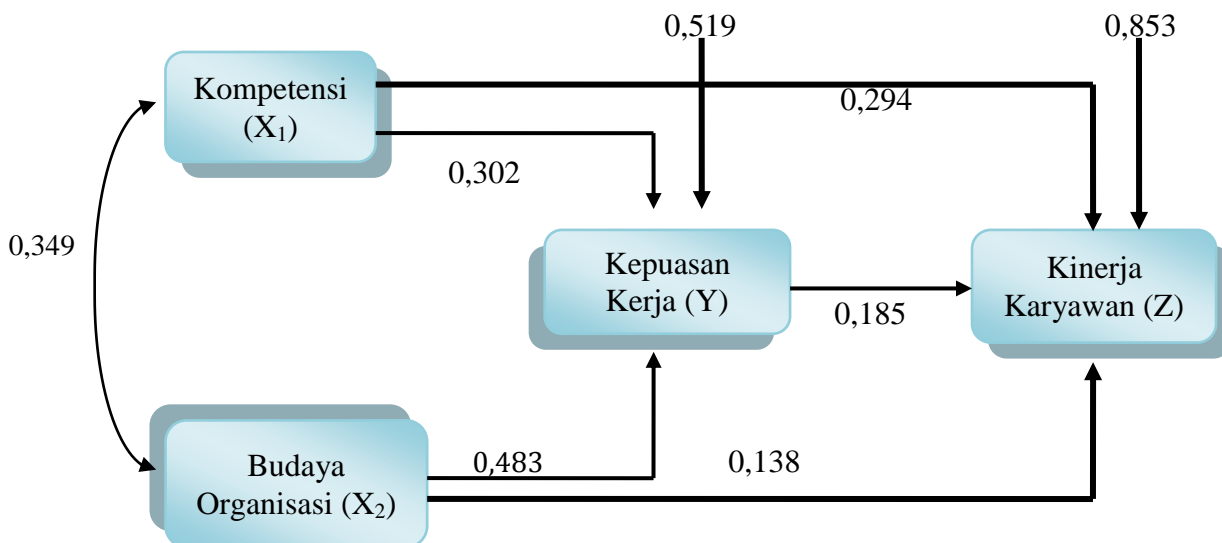 0,519
0,853
Kompetensi
(X₁)
0,294
0,302
0,349
Kepuasan
Kerja (Y)
Kinerja
Karyawan (Z)
0,185
Budaya
Organisasi (X₂)
0,483
0,138